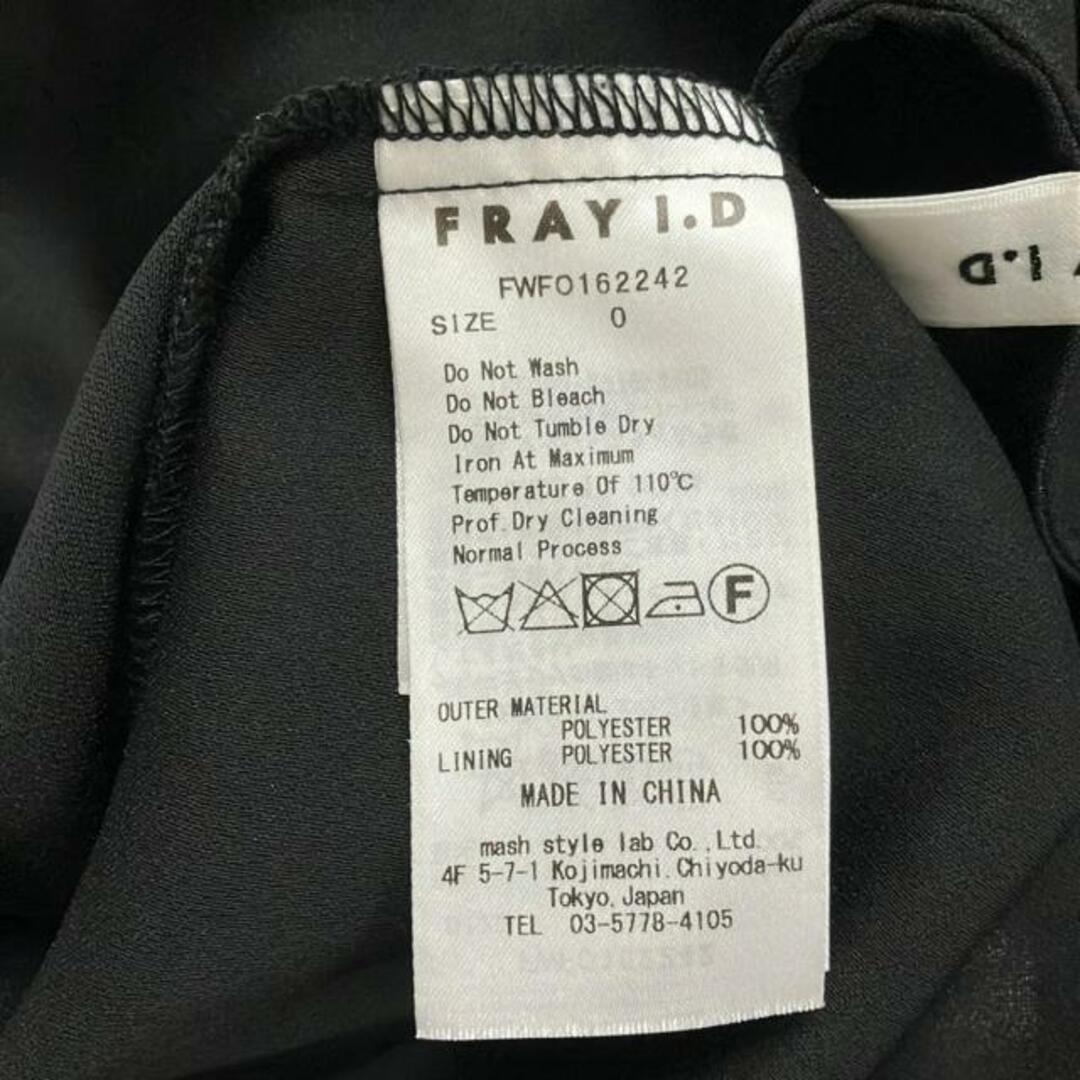 FRAY I.D
FWFO162242
SIZE 0
Do Not Wash
Do Not Bleach
Do Not Tumble Dry
Iron At Maximum
Temperature Of 110℃
Prof.Dry Cleaning
Normal Process
F
OUTER MATERIAL
POLYESTER 100%
LINING POLYESTER 100%
MADE IN CHINA
mash style lab Co.,Ltd.
4F 5-7-1 Kojimachi.Chiyoda-ku
Tokyo.Japan
TEL 03-5778-4105
I.D